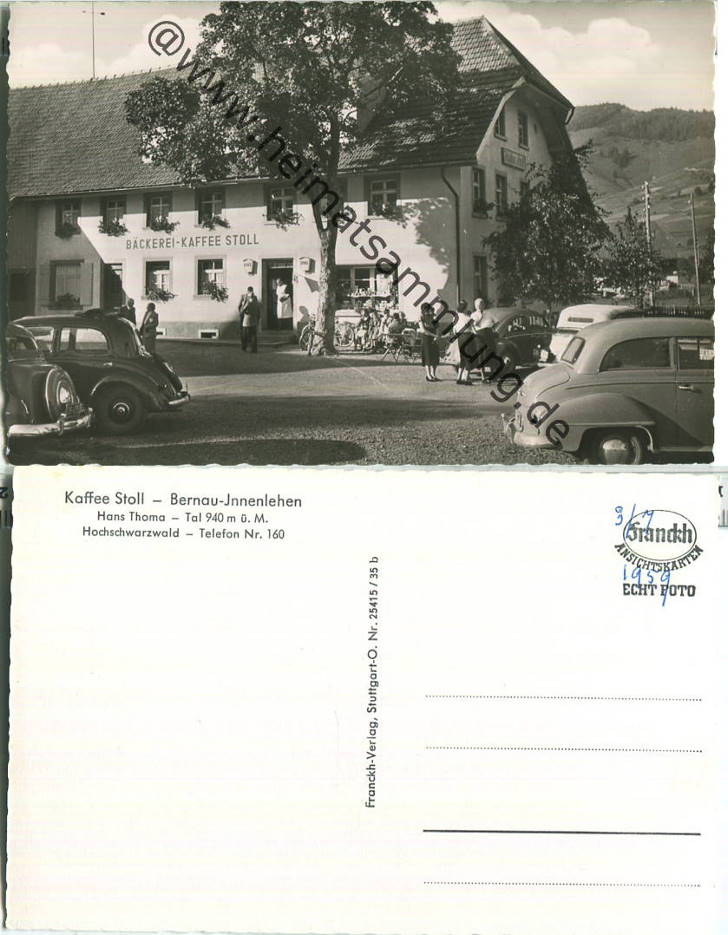 @www.heimatsammlung.de
BÄCKEREI-KAFFEE STOLL
Kaffee Stoll – Bernau-Jnnenlehen
Hans Thoma – Tal 940 m ü. M.
Hochschwarzwald – Telefon Nr. 160
3/7
Franckh
ANSICHTSKARTEN
1959
ECHT FOTO
Franckh-Verlag, Stuttgart-O. Nr. 25415 / 35 b